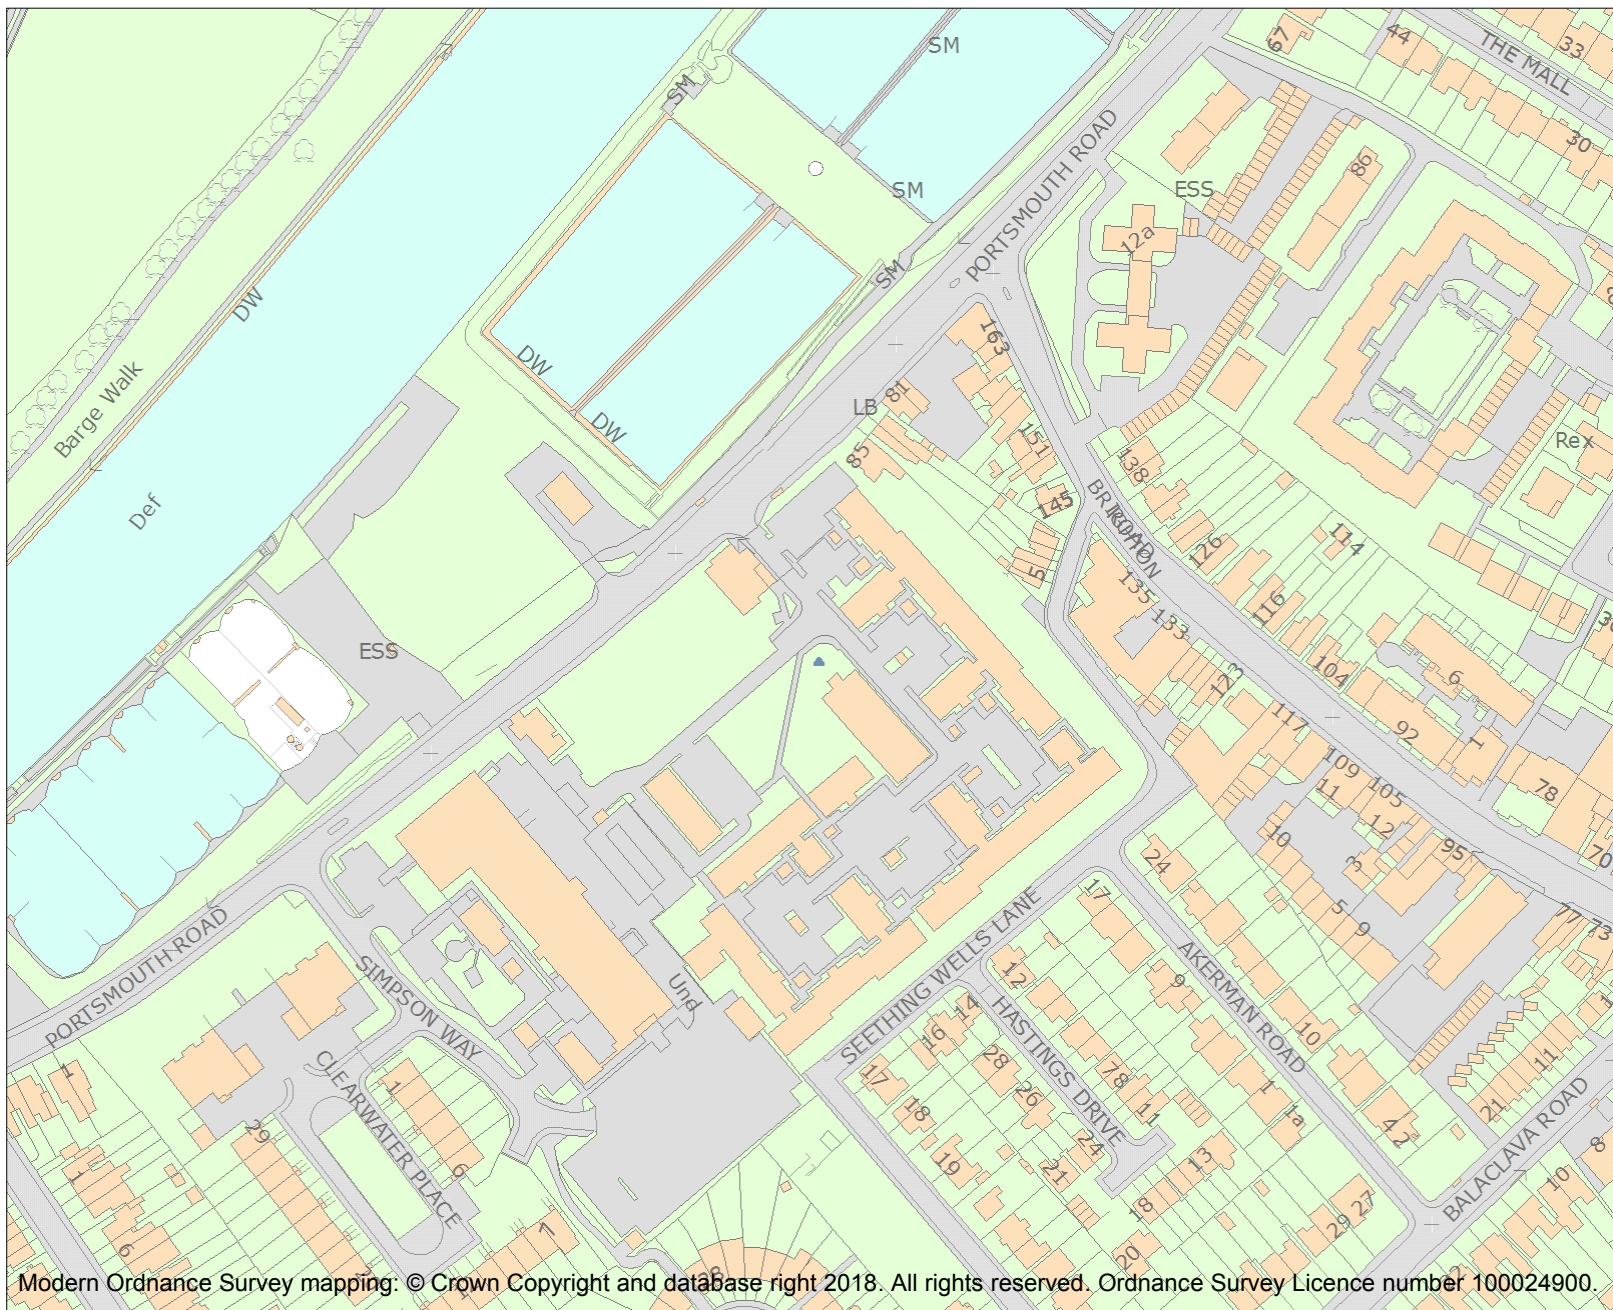 SM
67
44
THE MALL
33
30
SM
PORTSMOUTH ROAD
SM
ESS
86
12a
SM
DW
Barge Walk
Def
DW
DW
163
81
LB
85
151
145
138
BRIGHTON
ROAD
126
114
116
104
Rex
5
135
133
123
117
109
105
11
12
10
3
5
9
95
92
6
1
78
77
73
ESS
PORTSMOUTH ROAD
SIMPSON WAY
CLEARWATER PLACE
Und
SEETHING WELLS LANE
24
17
AKERMAN ROAD
9
12
14
16
HASTINGS DRIVE
28
26
24
21
78
11
13
18
20
17
18
19
10
1
1a
4 2
29 27
11
21
BALACLAVA ROAD
8
10
1
1
6
29
1
6
7
Modern Ordnance Survey mapping: © Crown Copyright and database right 2018. All rights reserved. Ordnance Survey Licence number 100024900.